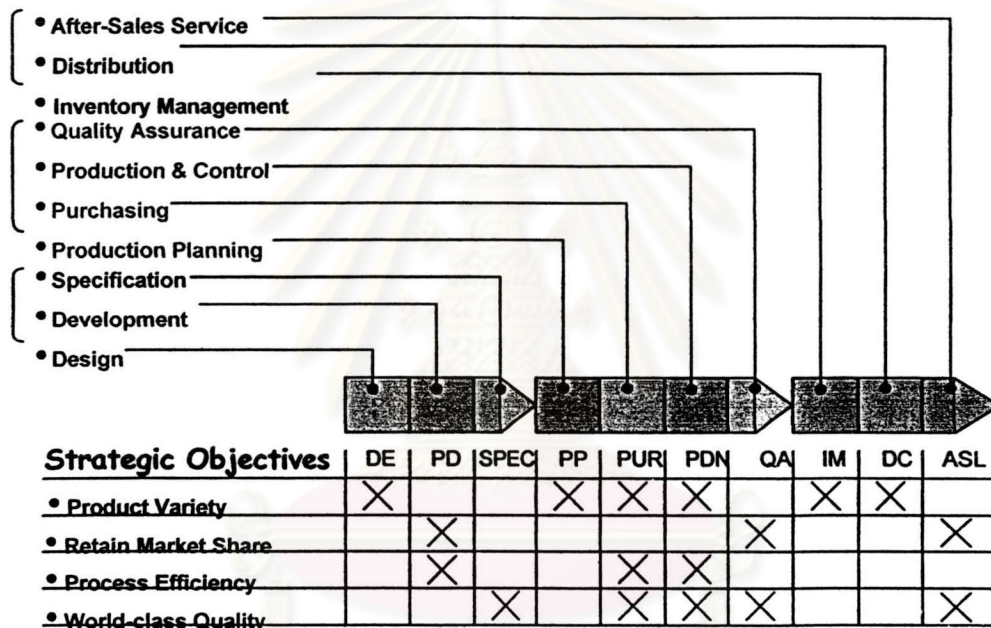 • After-Sales Service
• Distribution
• Inventory Management
• Quality Assurance
• Production & Control
• Purchasing
• Production Planning
• Specification
• Development
• Design
Strategic Objectives DE PD SPEC PP PUR PDN QA IM DC ASL
• Product Variety X X X X X X
• Retain Market Share X X X
• Process Efficiency X X X
• World-class Quality X X X X X